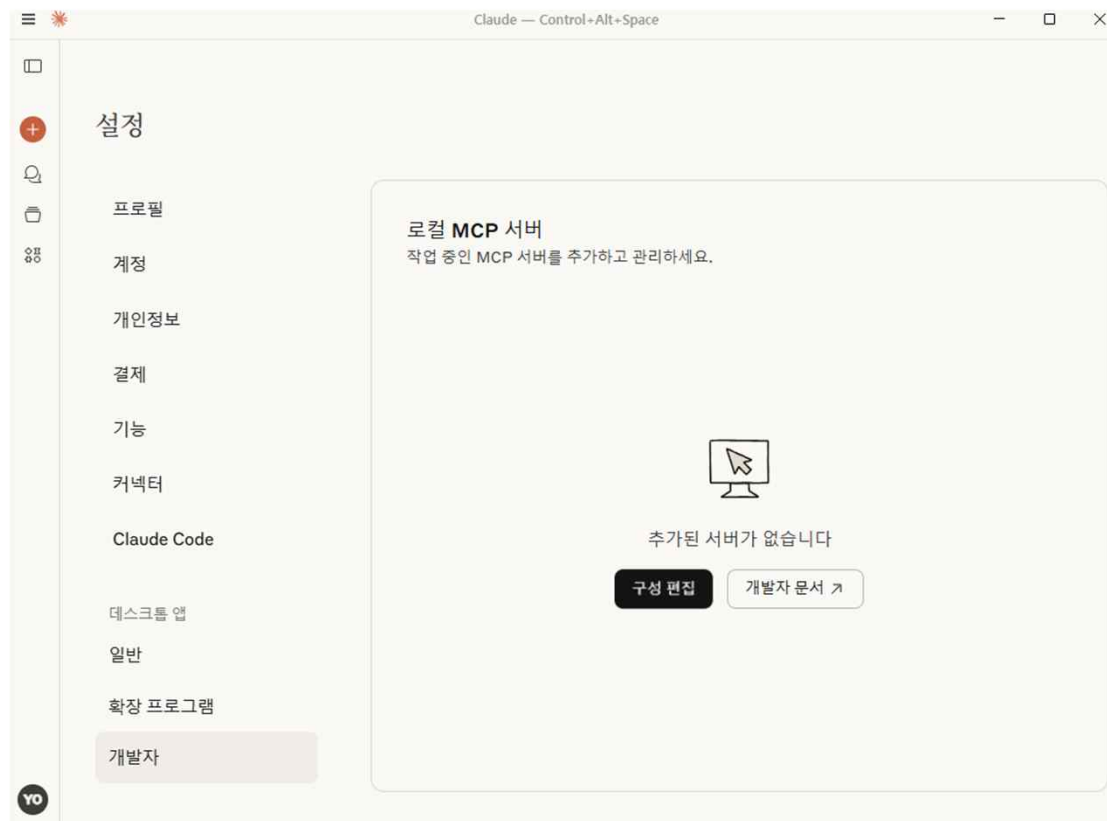 Claude — Control+Alt+Space
설정
프로필
계정
개인정보
결제
기능
커넥터
Claude Code
데스크톱 앱
일반
확장 프로그램
개발자
YO
로컬 MCP 서버
작업 중인 MCP 서버를 추가하고 관리하세요.
추가된 서버가 없습니다
구성 편집
개발자 문서